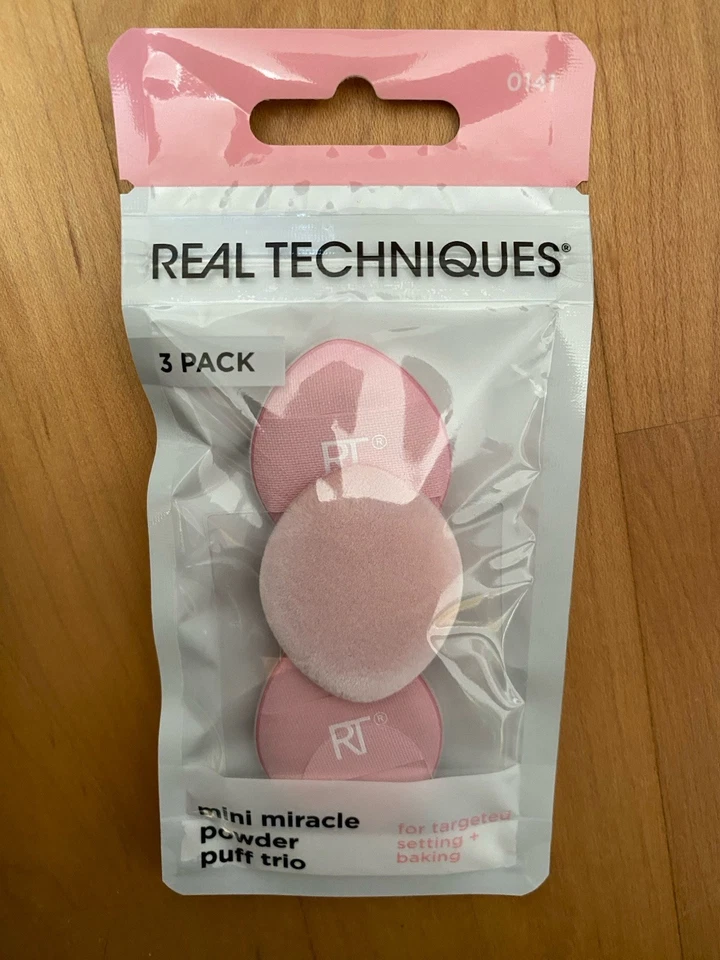 0141
REAL TECHNIQUES®
3 PACK
RT®
RT®
mini miracle
powder
puff trio
for targeted
setting +
baking